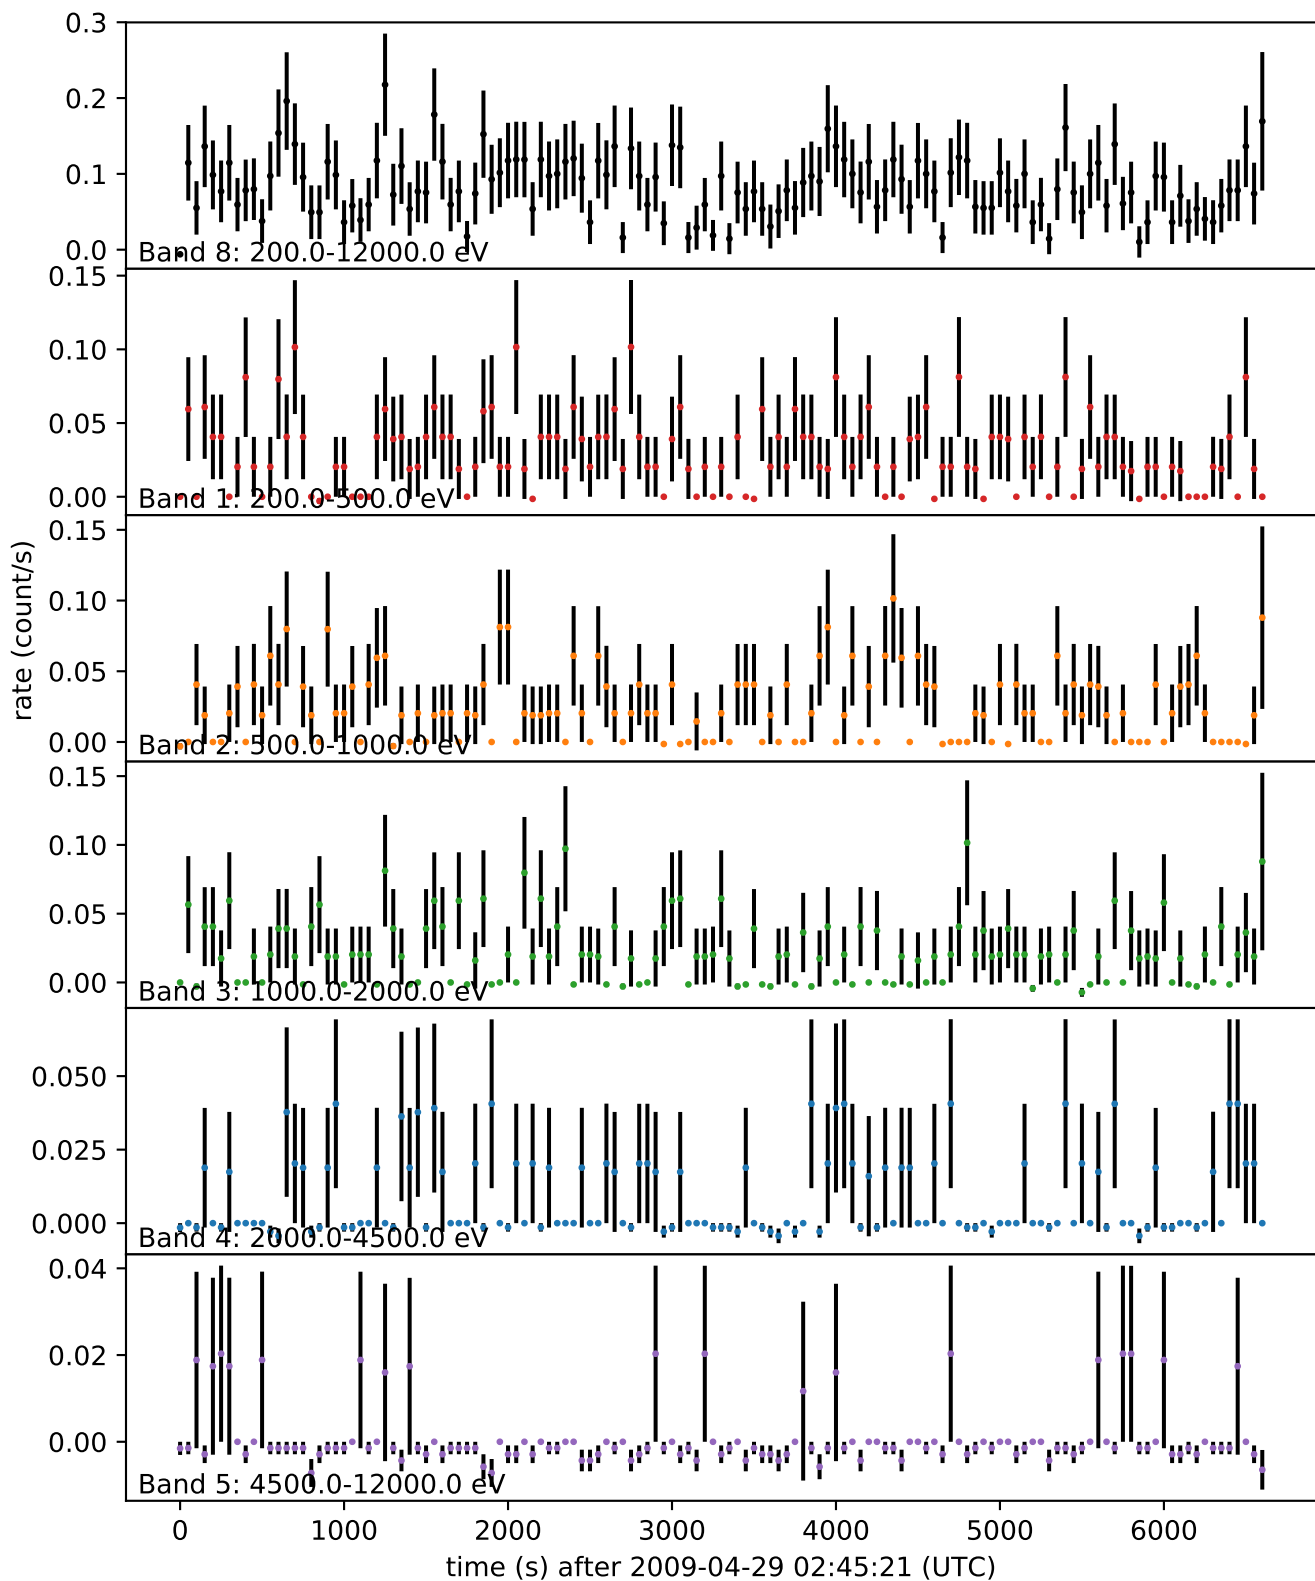 0.3
0.2
0.1
0.0
Band 8: 200.0-12000.0 eV
0.15
0.10
0.05
0.00
Band 1: 200.0-500.0 eV
rate (count/s)
0.15
0.10
0.05
0.00
Band 2: 500.0-1000.0 eV
0.15
0.10
0.05
0.00
Band 3: 1000.0-2000.0 eV
0.050
0.025
0.000
Band 4: 2000.0-4500.0 eV
0.04
0.02
0.00
Band 5: 4500.0-12000.0 eV
0 1000 2000 3000 4000 5000 6000
time (s) after 2009-04-29 02:45:21 (UTC)